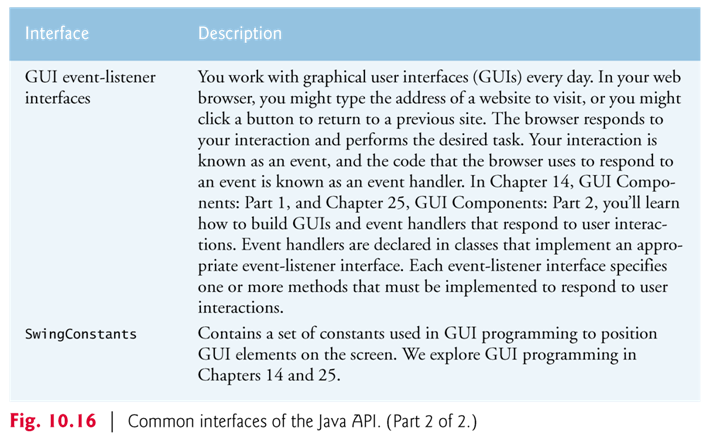 Interface Description
GUI event-listener You work with graphical user interfaces (GUIs) every day. In your web
interfaces browser, you might type the address of a website to visit, or you might
click a button to return to a previous site. The browser responds to
your interaction and performs the desired task. Your interaction is
known as an event, and the code that the browser uses to respond to
an event is known as an event handler. In Chapter 14, GUI Compo-
nents: Part 1, and Chapter 25, GUI Components: Part 2, you'll learn
how to build GUIs and event handlers that respond to user interac-
tions. Event handlers are declared in classes that implement an appro-
priate event-listener interface. Each event-listener interface specifies
one or more methods that must be implemented to respond to user
interactions.
SwingConstants Contains a set of constants used in GUI programming to position
GUI elements on the screen. We explore GUI programming in
Chapters 14 and 25.
Fig. 10.16 | Common interfaces of the Java API. (Part 2 of 2.)